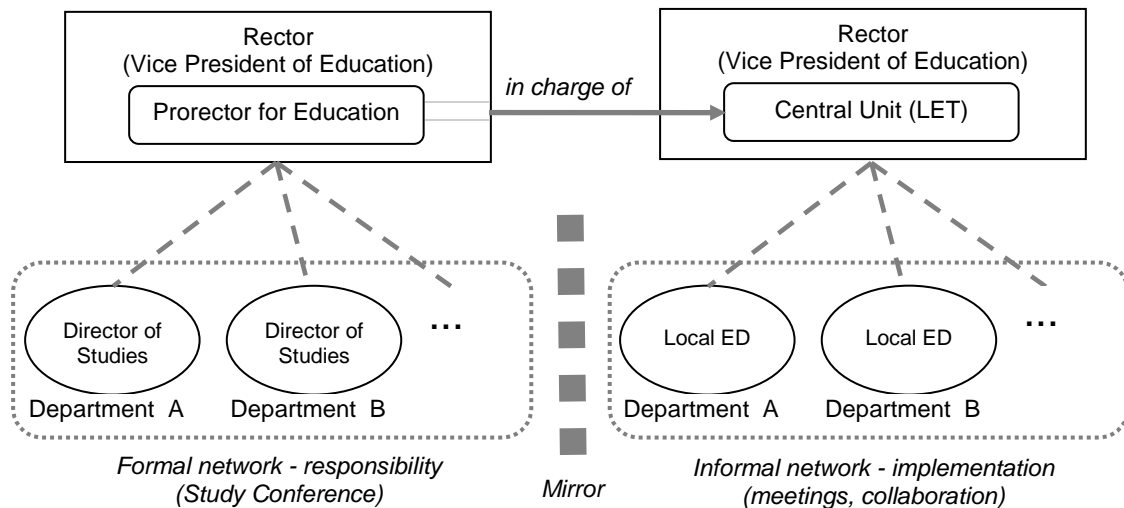 Rector
(Vice President of Education)
Prorector for Education
in charge of
Rector
(Vice President of Education)
Central Unit (LET)
Director of
Studies
Director of
Studies
...
Department A
Department B
Local ED
Local ED
...
Department A
Department B
Formal network - responsibility
(Study Conference)
Mirror
Informal network - implementation
(meetings, collaboration)